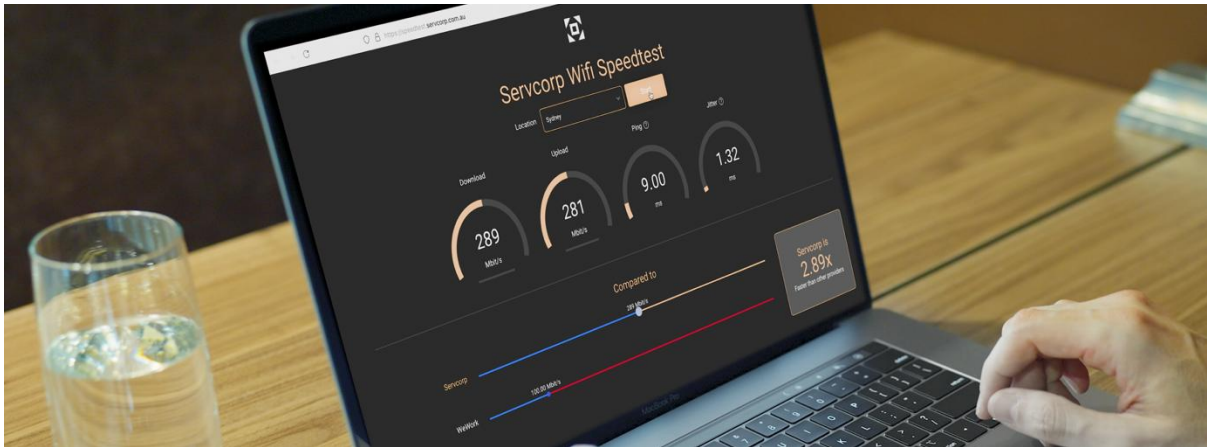 https://speedtest.servcorp.com.au
Servcorp Wifi Speedtest
Location Sydney Start
Download Upload Ping Jitter
289 281 9.00 1.32
Mbit/s Mbit/s ms ms
Compared to
Servcorp 289 Mbit/s
WeWork 100.00 Mbit/s
Servcorp is
2.89x
Faster than other providers
MacBook Pro